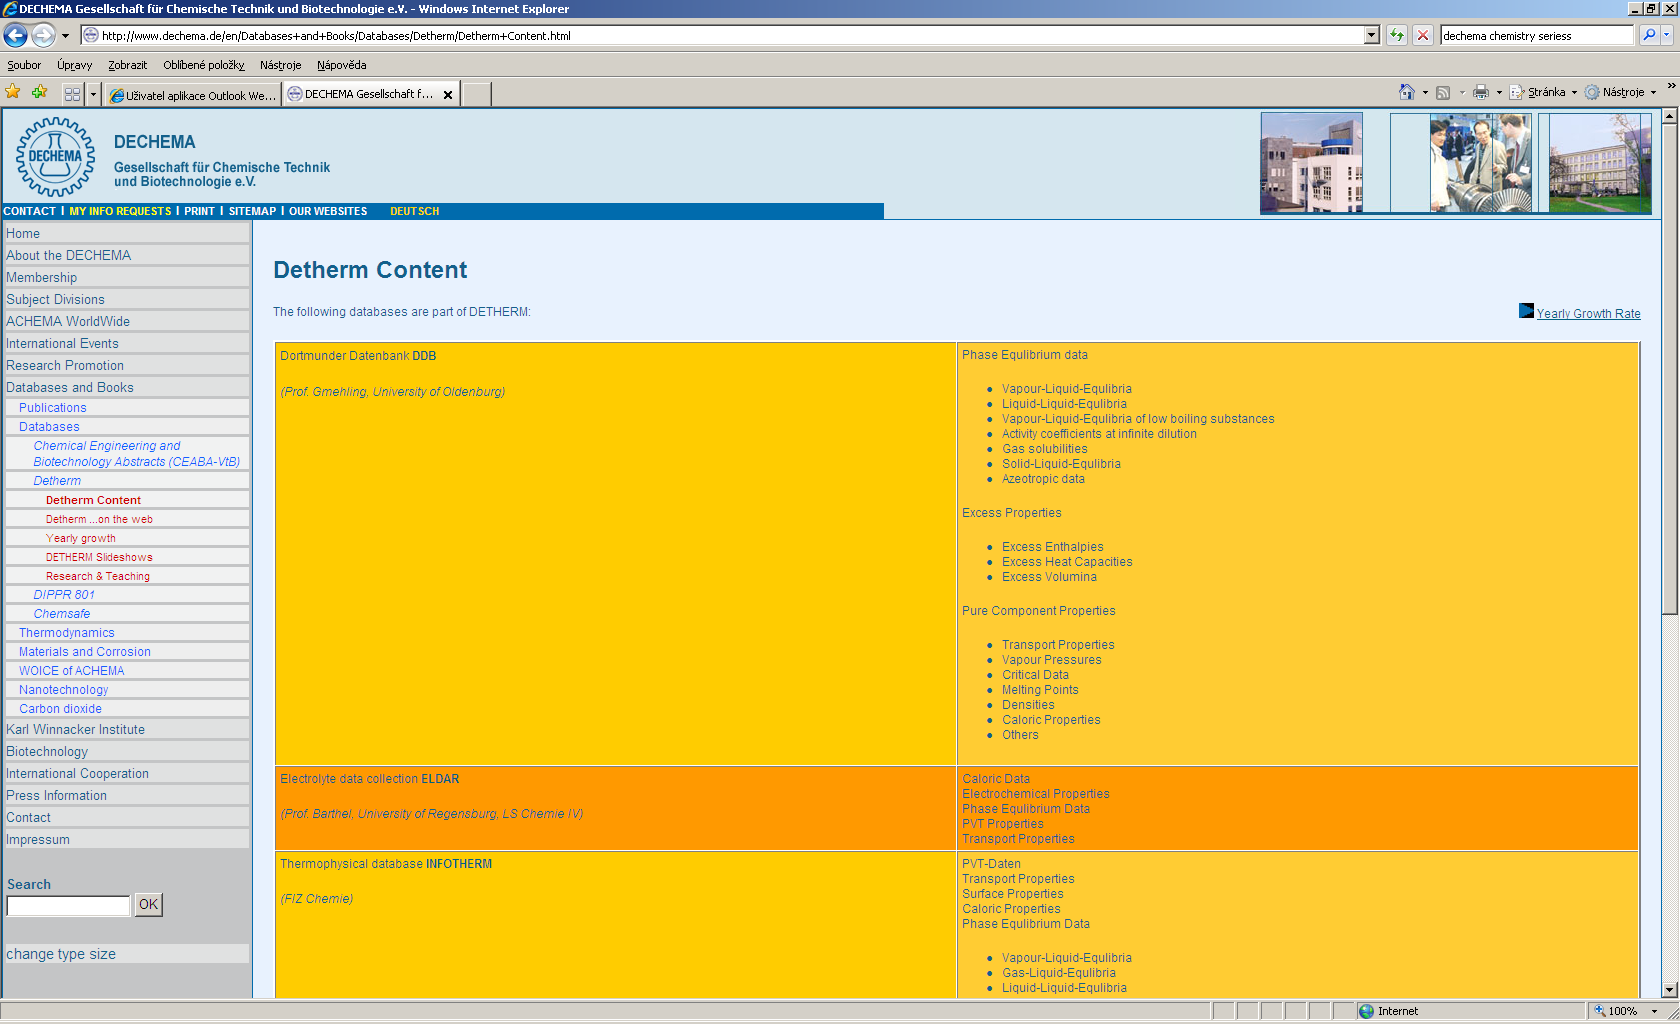 DECHEMA Gesellschaft für Chemische Technik und Biotechnologie e.V. - Windows Internet Explorer
http://www.dechema.de/en/Databases+and+Books/Databases/Detherm/Detherm+Content.html
dechema chemistry seriess
Soubor Úpravy Zobrazit Oblíbené položky Nástroje Nápověda
Uživatel aplikace Outlook We...
DECHEMA Gesellschaft f...
Stránka
Nástroje
DECHEMA
DECHEMA
Gesellschaft für Chemische Technik
und Biotechnologie e.V.
CONTACT I MY INFO REQUESTS I PRINT I SITEMAP I OUR WEBSITES DEUTSCH
Home
About the DECHEMA
Membership
Subject Divisions
ACHEMA WorldWide
International Events
Research Promotion
Databases and Books
Publications
Databases
Chemical Engineering and
Biotechnology Abstracts (CEABA-VtB)
Detherm
Detherm Content
Detherm ...on the web
Yearly growth
DETHERM Slideshows
Research & Teaching
DIPPR 801
Chemsafe
Thermodynamics
Materials and Corrosion
WOICE of ACHEMA
Nanotechnology
Carbon dioxide
Karl Winnacker Institute
Biotechnology
International Cooperation
Press Information
Contact
Impressum
Search
OK
change type size
Detherm Content
The following databases are part of DETHERM:
Yearly Growth Rate
Dortmunder Datenbank DDB
(Prof. Gmehling, University of Oldenburg)
Phase Equlibrium data
Vapour-Liquid-Equlibria
Liquid-Liquid-Equlibria
Vapour-Liquid-Equlibria of low boiling substances
Activity coefficients at infinite dilution
Gas solubilities
Solid-Liquid-Equlibria
Azeotropic data
Excess Properties
Excess Enthalpies
Excess Heat Capacities
Excess Volumina
Pure Component Properties
Transport Properties
Vapour Pressures
Critical Data
Melting Points
Densities
Caloric Properties
Others
Electrolyte data collection ELDAR
(Prof. Barthel, University of Regensburg, LS Chemie IV)
Caloric Data
Electrochemical Properties
Phase Equlibrium Data
PVT Properties
Transport Properties
Thermophysical database INFOTHERM
(FIZ Chemie)
PVT-Daten
Transport Properties
Surface Properties
Caloric Properties
Phase Equlibrium Data
Vapour-Liquid-Equlibria
Gas-Liquid-Equlibria
Liquid-Liquid-Equlibria
Internet
100%